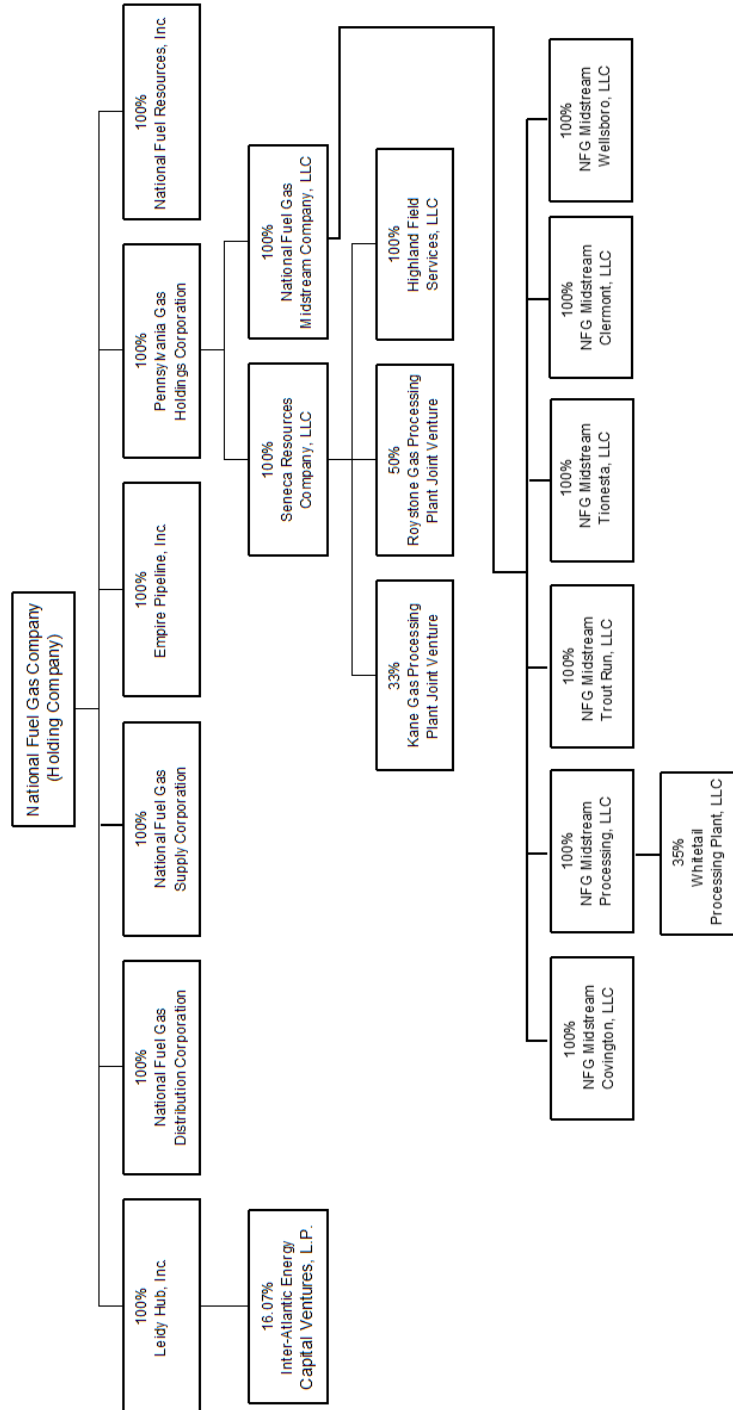 National Fuel Gas Company
(Holding Company)
100%
Leidy Hub, Inc.
100%
National Fuel Gas
Distribution Corporation
100%
National Fuel Gas
Supply Corporation
100%
Empire Pipeline, Inc.
100%
Pennsylvania Gas
Holdings Corporation
100%
National Fuel Resources, Inc.
16.07%
Inter-Atlantic Energy
Capital Ventures, L.P.
100%
Seneca Resources
Company, LLC
100%
National Fuel Gas
Midstream Company, LLC
33%
Kane Gas Processing
Plant Joint Venture
50%
Roystone Gas Processing
Plant Joint Venture
100%
Highland Field
Services, LLC
100%
NFG Midstream
Covington, LLC
100%
NFG Midstream
Processing, LLC
100%
NFG Midstream
Trout Run, LLC
100%
NFG Midstream
Tionesta, LLC
100%
NFG Midstream
Clermont, LLC
100%
NFG Midstream
Wellsboro, LLC
35%
Whitetail
Processing Plant, LLC